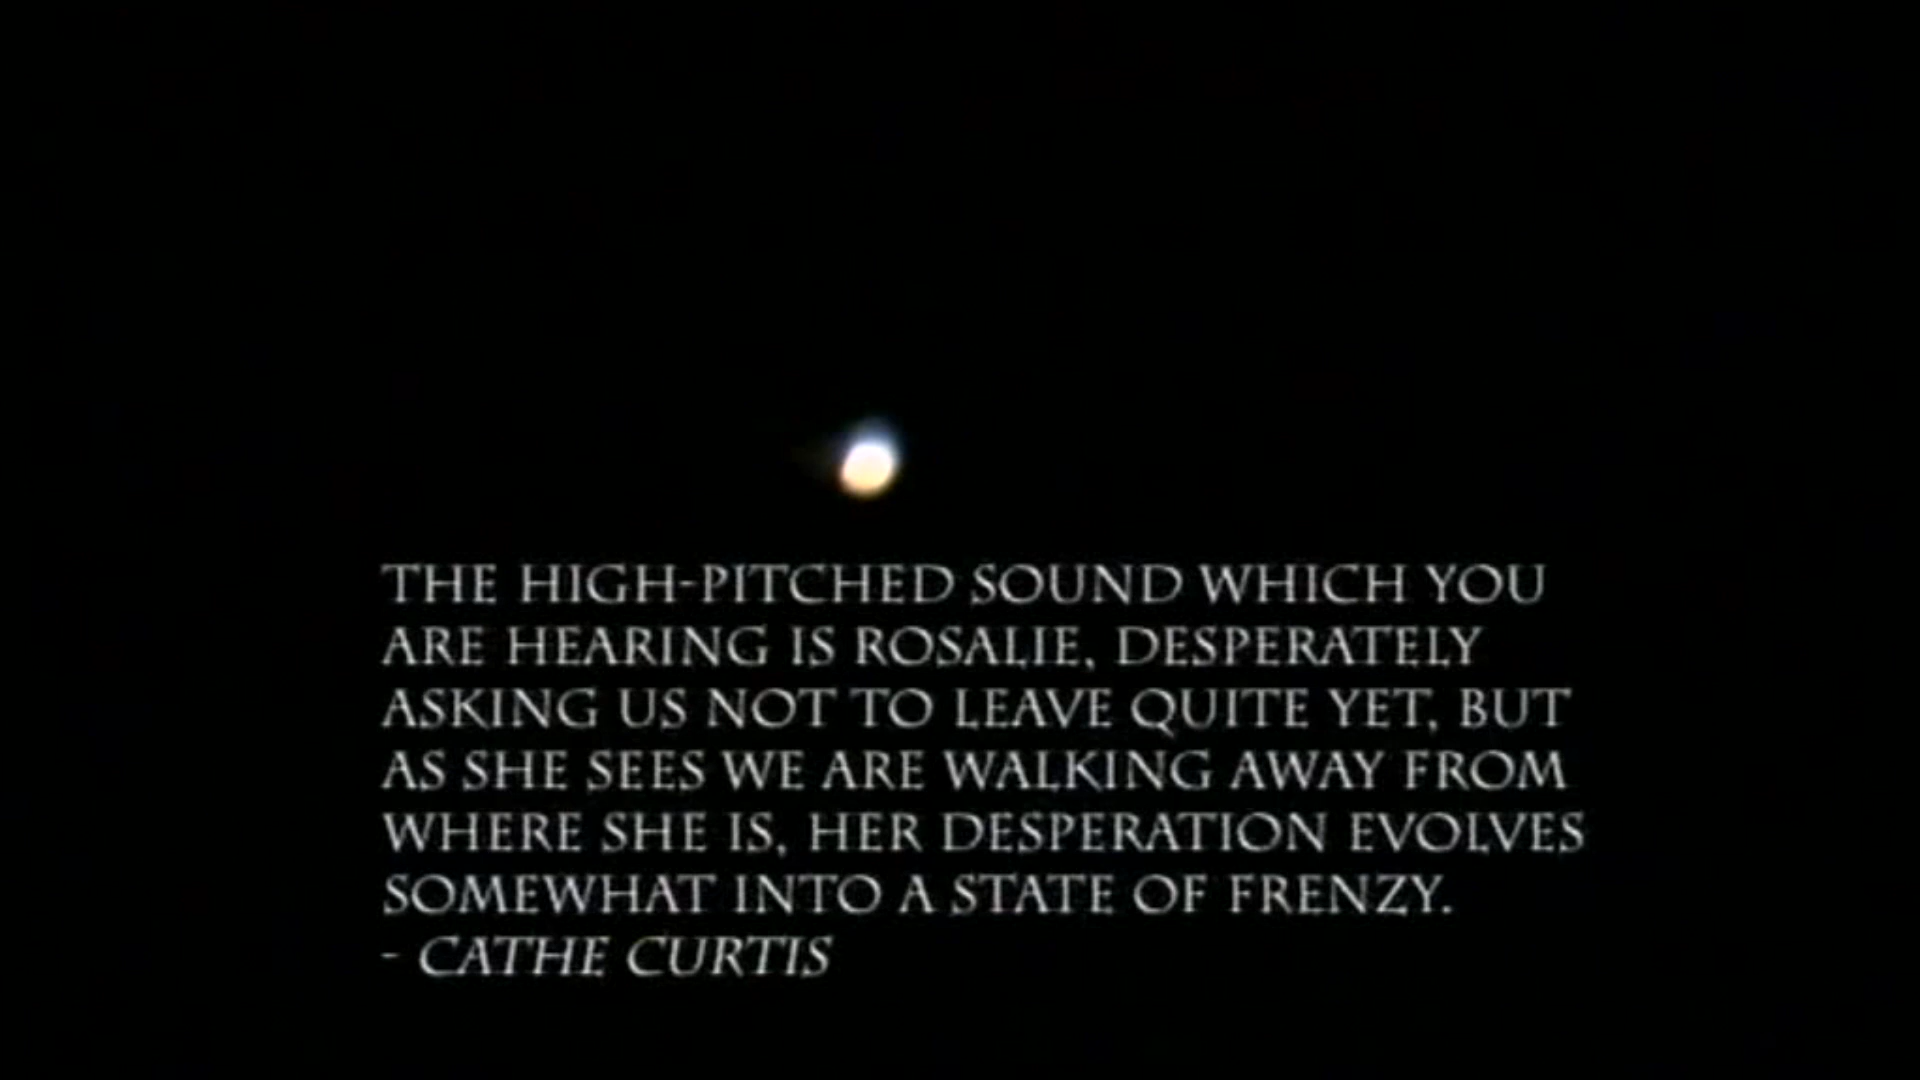 THE HIGH-PITCHED SOUND WHICH YOU
ARE HEARING IS ROSALIE, DESPERATELY
ASKING US NOT TO LEAVE QUITE YET, BUT
AS SHE SEES WE ARE WALKING AWAY FROM
WHERE SHE IS, HER DESPERATION EVOLVES
SOMEWHAT INTO A STATE OF FRENZY.
- CATHE CURTIS